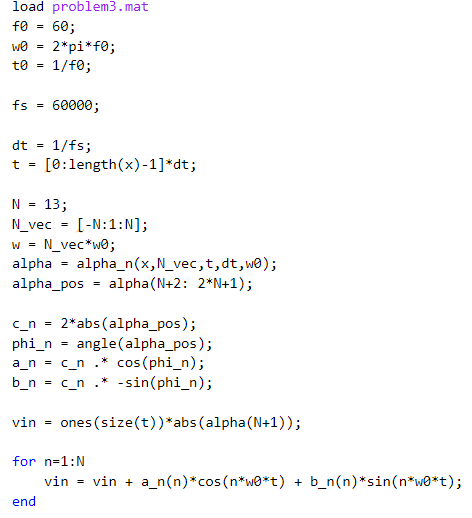 load problem3.mat
f0 = 60;
w0 = 2*pi*f0;
t0 = 1/f0;
fs = 60000;
dt = 1/fs;
t = [0:length(x)-1]*dt;
N = 13;
N_vec = [-N:1:N];
w = N_vec*w0;
alpha = alpha_n(x,N_vec,t,dt,w0);
alpha_pos = alpha(N+2: 2*N+1);
c_n = 2*abs(alpha_pos);
phi_n = angle(alpha_pos);
a_n = c_n .* cos(phi_n);
b_n = c_n .* -sin(phi_n);
vin = ones(size(t))*abs(alpha(N+1));
for n=1:N
    vin = vin + a_n(n)*cos(n*w0*t) + b_n(n)*sin(n*w0*t);
end